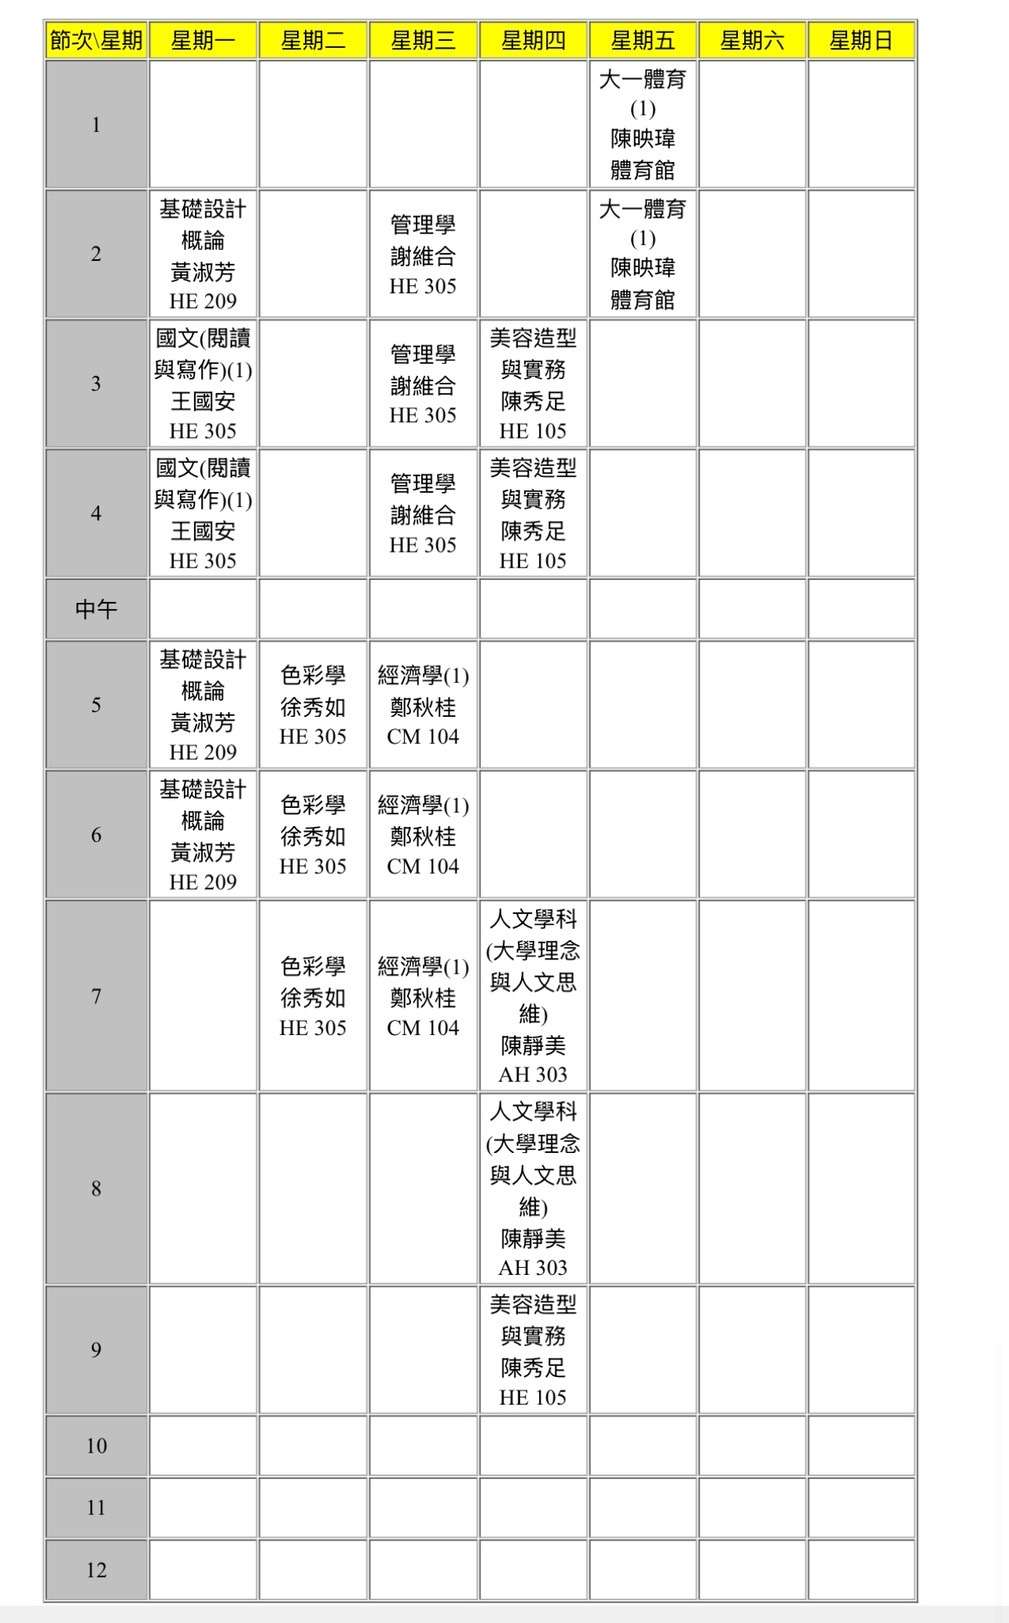 節次\星期 星期一 星期二 星期三 星期四 星期五 星期六 星期日
1
大一體育
(1)
陳映瑋
體育館
2
基礎設計
概論
黃淑芳
HE 209
管理學
謝維合
HE 305
大一體育
(1)
陳映瑋
體育館
3
國文(閱讀
與寫作)(1)
王國安
HE 305
管理學
謝維合
HE 305
美容造型
與實務
陳秀足
HE 105
4
國文(閱讀
與寫作)(1)
王國安
HE 305
管理學
謝維合
HE 305
美容造型
與實務
陳秀足
HE 105
中午
5
基礎設計
概論
黃淑芳
HE 209
色彩學
徐秀如
HE 305
經濟學(1)
鄭秋桂
CM 104
6
基礎設計
概論
黃淑芳
HE 209
色彩學
徐秀如
HE 305
經濟學(1)
鄭秋桂
CM 104
7
色彩學
徐秀如
HE 305
經濟學(1)
鄭秋桂
CM 104
人文學科
(大學理念
與人文思
維)
陳靜美
AH 303
8
人文學科
(大學理念
與人文思
維)
陳靜美
AH 303
9
美容造型
與實務
陳秀足
HE 105
10
11
12